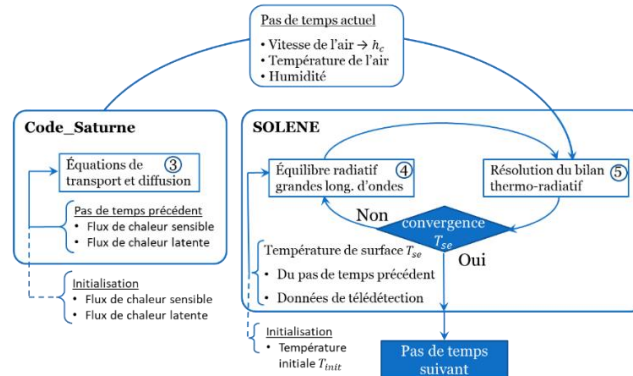 Pas de temps actuel
• Vitesse de l'air → h_c
• Température de l'air
• Humidité
Code_Saturne
Équations de ③
transport et diffusion
Pas de temps précédent
• Flux de chaleur sensible
• Flux de chaleur latente
Initialisation
• Flux de chaleur sensible
• Flux de chaleur latente
SOLENE
Équilibre radiatif ④
grandes long. d'ondes
Résolution du bilan ⑤
thermo-radiatif
Non
convergence
T_se
Oui
Température de surface T_se
• Du pas de temps précédent
• Données de télédétection
Initialisation
• Température
initiale T_init
Pas de temps
suivant